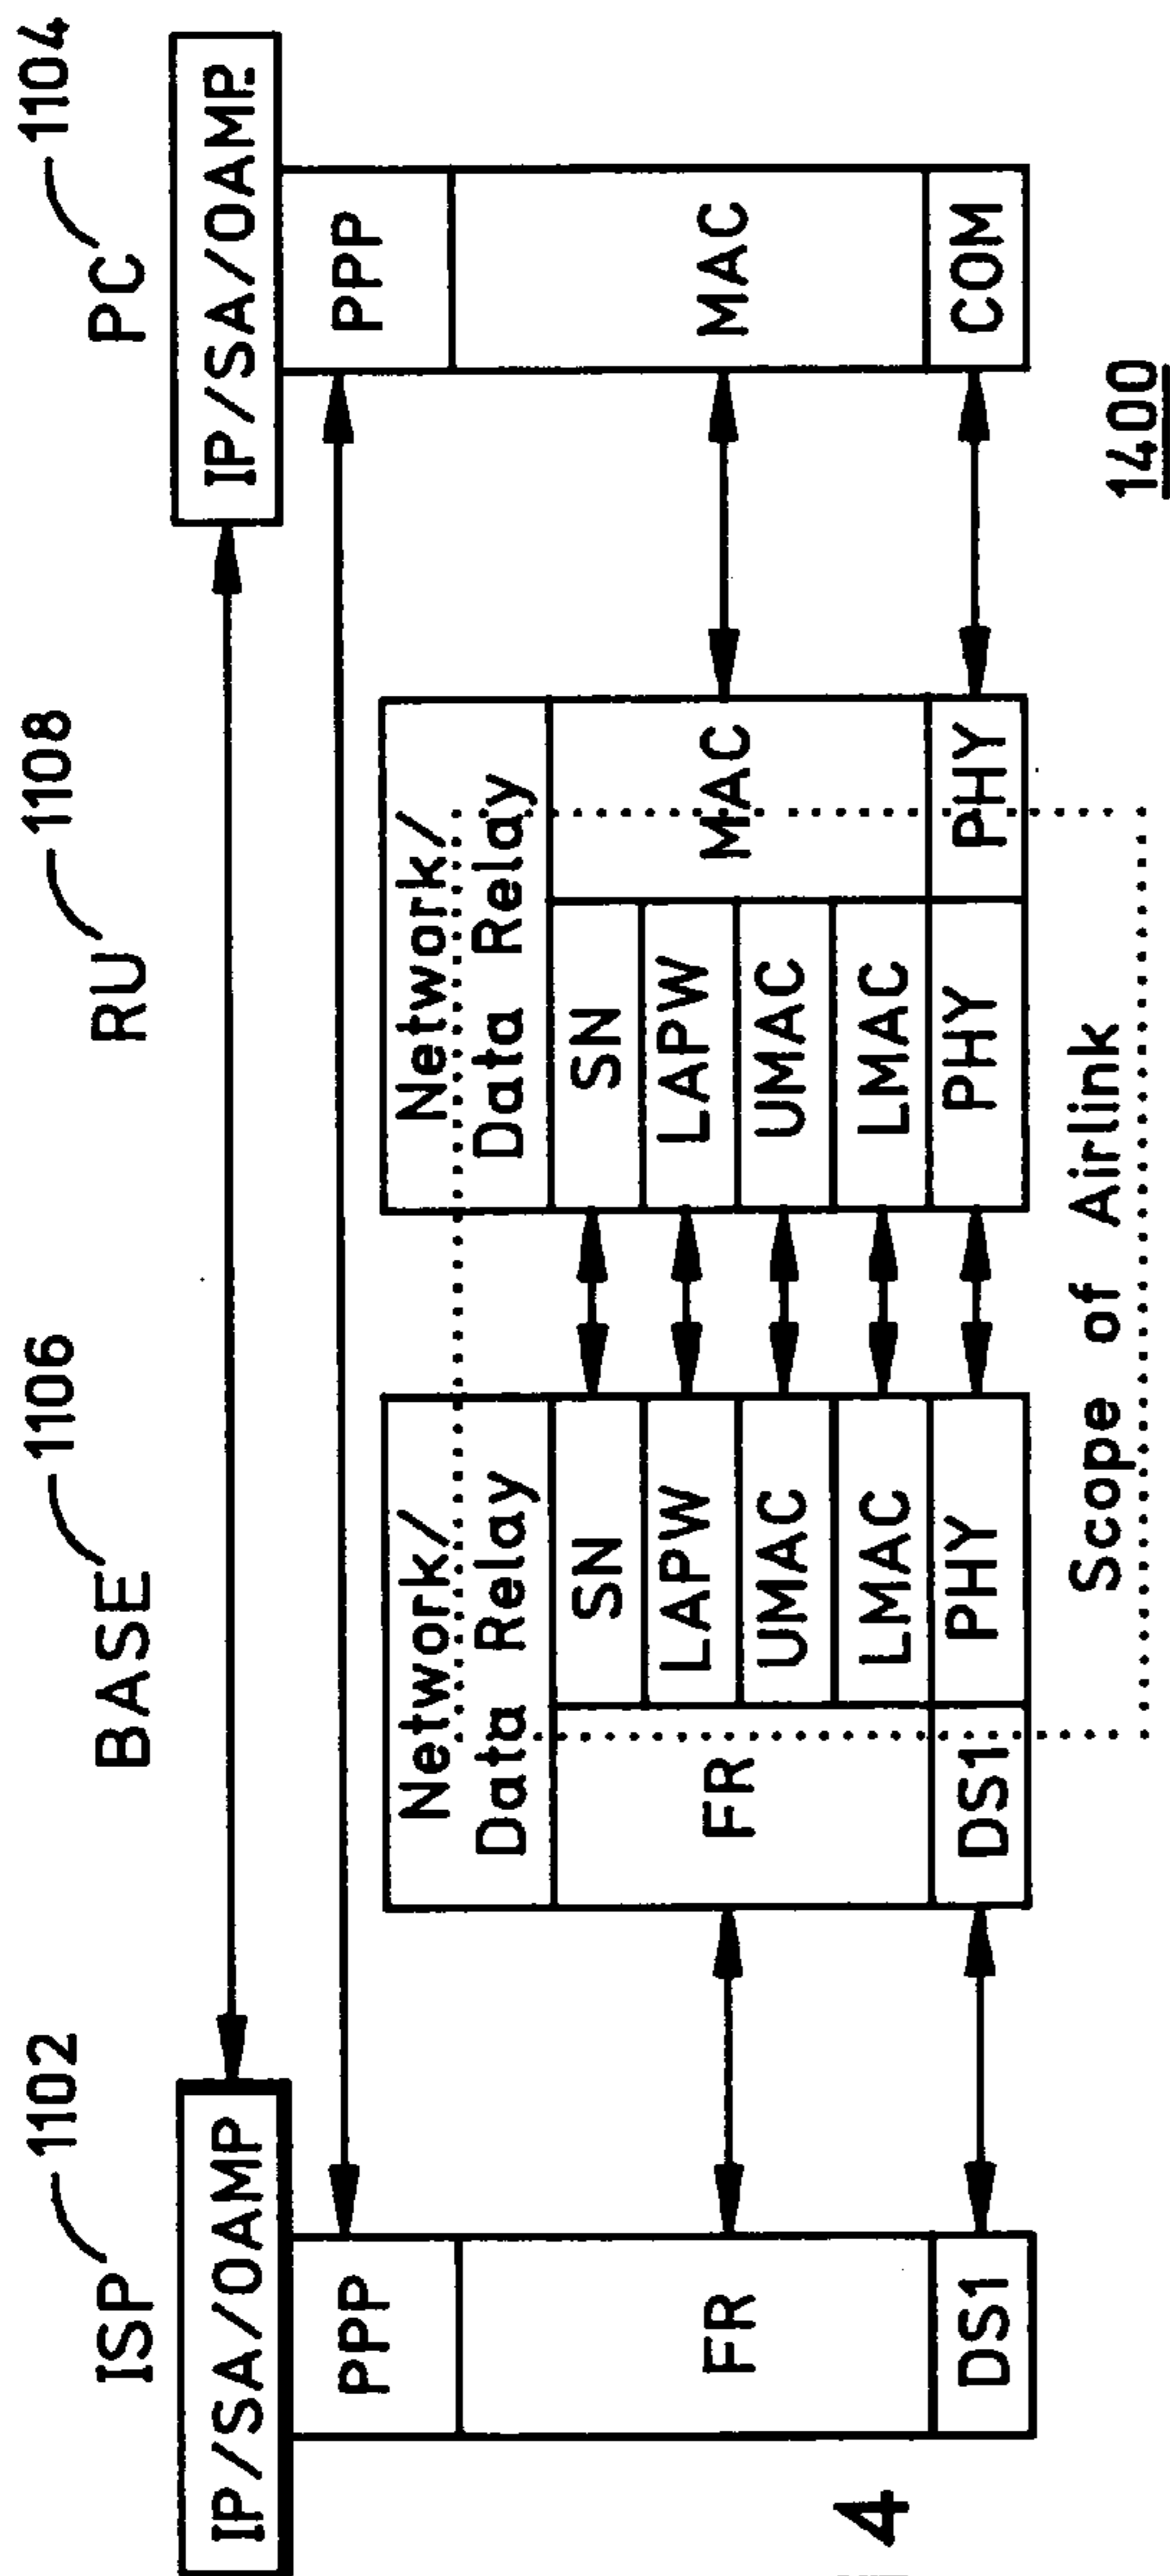 ISP 1102
BASE 1106
RU 1108
PC 1104
IP/SA/OAMP
IP/SA/OAMP
PPP
FR
DS1
Network/
Data Relay
FR
DS1
SN
LAPW
UMAC
LMAC
PHY
Network/
Data Relay
SN
LAPW
UMAC
LMAC
PHY
MAC
PHY
PPP
MAC
COM
Scope of Airlink
1400
4